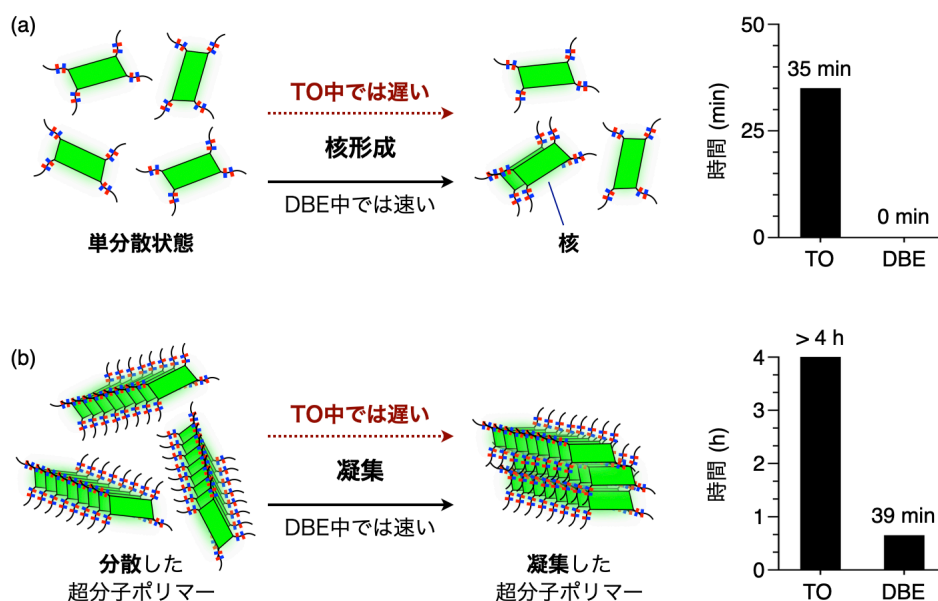 (a)
TO中では遅い
核形成
DBE中では速い
単分散状態
核
時間 (min)
50
25
0
35 min
0 min
TO
DBE
(b)
TO中では遅い
凝集
DBE中では速い
分散した
超分子ポリマー
凝集した
超分子ポリマー
時間 (h)
4
3
2
1
0
> 4 h
39 min
TO
DBE